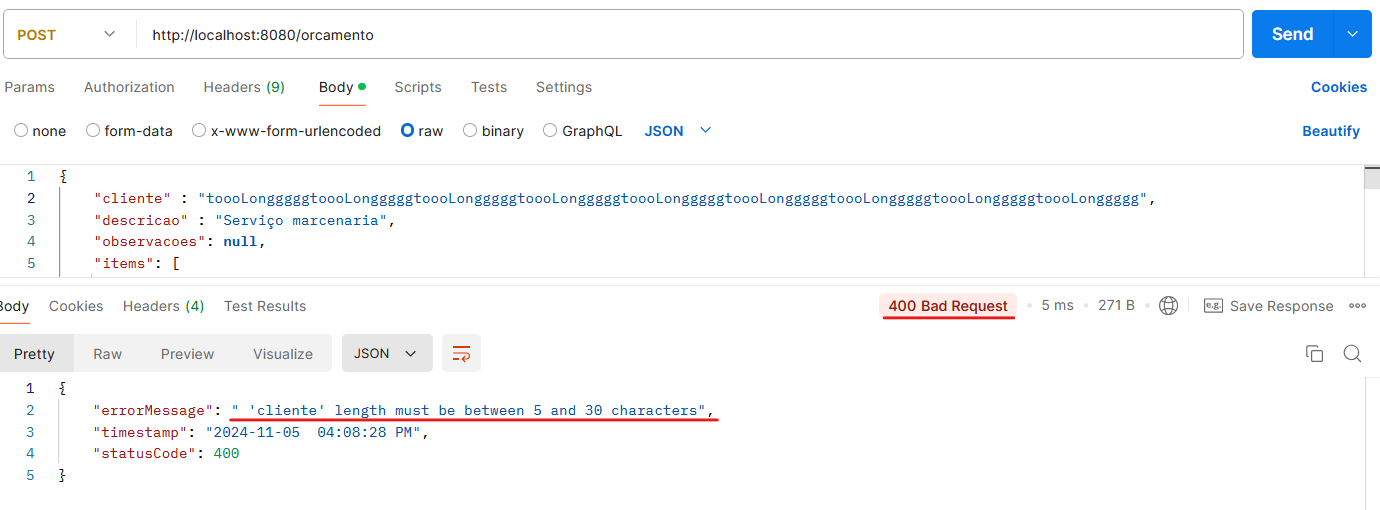 POST http://localhost:8080/orcamento Send
Params Authorization Headers (9) Body Scripts Tests Settings Cookies
none form-data x-www-form-urlencoded raw binary GraphQL JSON Beautify
1 {
2 "cliente" : "toooLongggggtoooLongggggtoooLongggggtoooLongggggtoooLongggggtoooLongggggtoooLongggggtoooLongggggtoooLonggggg",
3 "descricao" : "Serviço marcenaria",
4 "observacoes": null,
5 "items": [
Body Cookies Headers (4) Test Results 400 Bad Request 5 ms 271 B e.g. Save Response
Pretty Raw Preview Visualize JSON
1 {
2 "errorMessage": " 'cliente' length must be between 5 and 30 characters",
3 "timestamp": "2024-11-05  04:08:28 PM",
4 "statusCode": 400
5 }